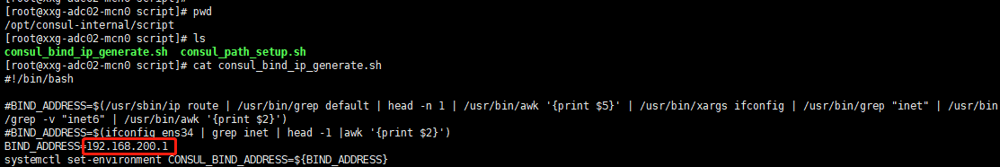 [root@xxg-adc02-mcn0 script]# pwd
/opt/consul-internal/script
[root@xxg-adc02-mcn0 script]# ls
consul_bind_ip_generate.sh  consul_path_setup.sh
[root@xxg-adc02-mcn0 script]# cat consul_bind_ip_generate.sh
#!/bin/bash
#BIND_ADDRESS=$(/usr/sbin/ip route | /usr/bin/grep default | head -n 1 | /usr/bin/awk '{print $5}' | /usr/bin/xargs ifconfig | /usr/bin/grep "inet" | /usr/bin
/grep -v "inet6" | /usr/bin/awk '{print $2}')
#BIND_ADDRESS=$(ifconfig ens34 | grep inet | head -1 |awk '{print $2}')
BIND_ADDRESS=192.168.200.1
systemctl set-environment CONSUL_BIND_ADDRESS=${BIND_ADDRESS}